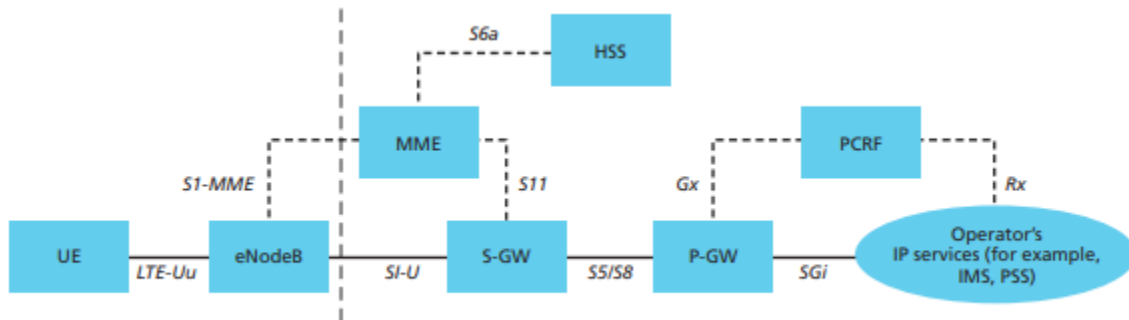 S6a
HSS
MME
PCRF
S1-MME
S11
Gx
Rx
UE
LTE-Uu
eNodeB
SI-U
S-GW
S5/S8
P-GW
SGi
Operator's
IP services (for example,
IMS, PSS)